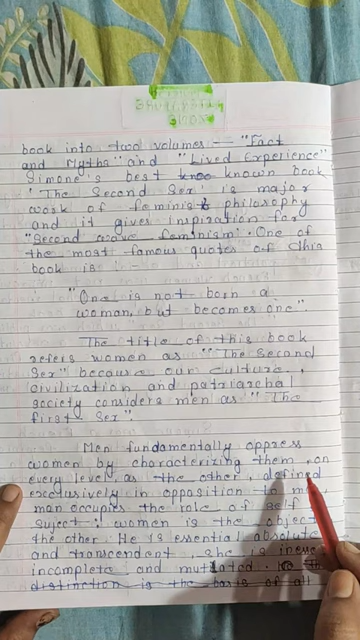 book into two volumes — "Fact
and Myths" and "Lived Experience"
Simone's best known book
'The Second Sex' is major
work of feminist philosophy
and it gives inspiration for
"Second wave feminism'. One of
the most famous quotes of this
book is :-
"One is not born a
woman, but becomes one".
The title of this book
refers women as "The Second
Sex" because our culture,
civilization and patriarchal
society considers men as "The
first Sex".
Men fundamentally oppress
women by characterizing them, on
every level, as the other, defined
exclusively in opposition to
man occupies the role of self
Suject; women is the object
the other. He is essential absolute
and transcendent, she is
incomplete and mutilated.
distinction is the basis of all